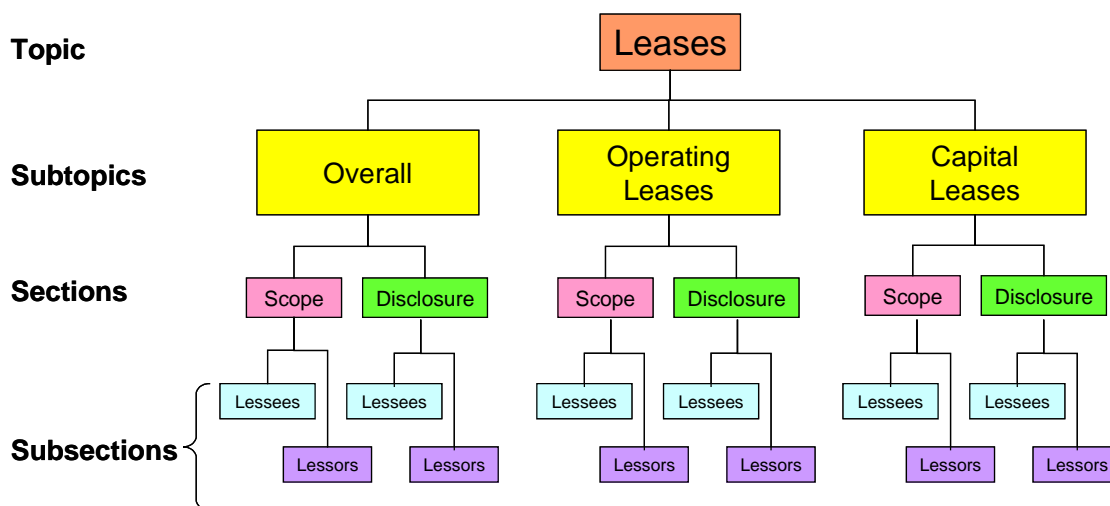 Topic
Leases
Subtopics
Overall
Operating
Leases
Capital
Leases
Sections
Scope
Disclosure
Scope
Disclosure
Scope
Disclosure
Subsections
Lessees
Lessees
Lessees
Lessees
Lessees
Lessees
Lessors
Lessors
Lessors
Lessors
Lessors
Lessors